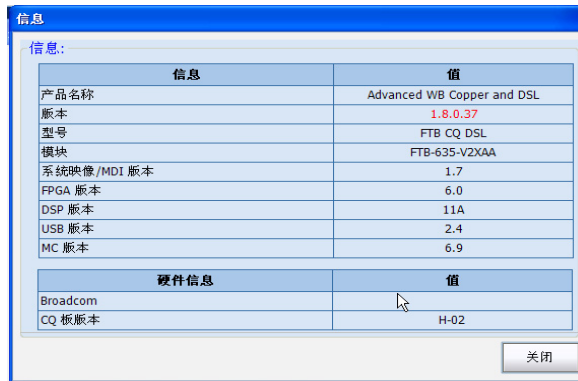 信息
信息:
信息 值
产品名称 Advanced WB Copper and DSL
版本 1.8.0.37
型号 FTB CQ DSL
模块 FTB-635-V2XAA
系统映像/MDI 版本 1.7
FPGA 版本 6.0
DSP 版本 11A
USB 版本 2.4
MC 版本 6.9
硬件信息 值
Broadcom
CQ 板版本 H-02
关闭